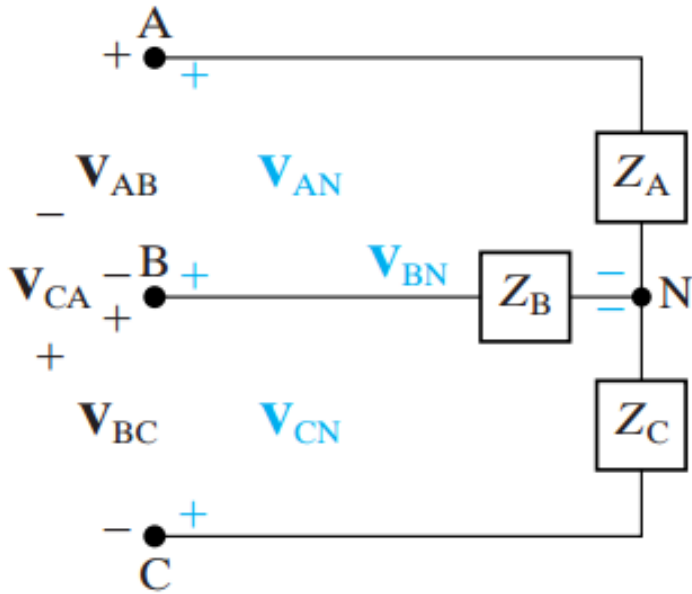 A
+ +
Z_A
V_AB V_AN
−
− B + V_BN −
V_CA Z_B N
+ −
+
V_BC V_CN Z_C
− +
C